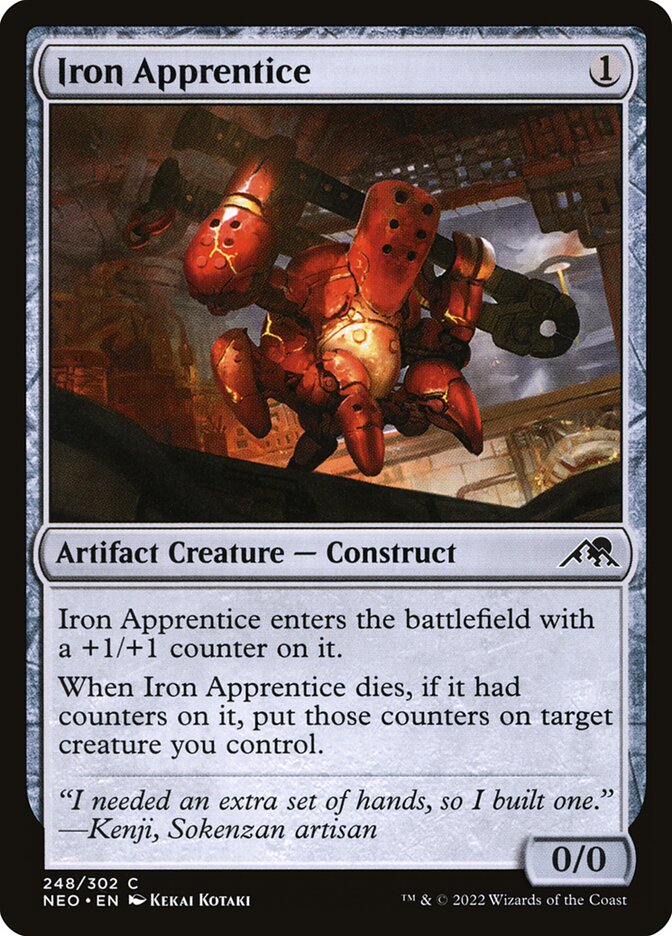 Iron Apprentice 1
Artifact Creature — Construct
Iron Apprentice enters the battlefield with
a +1/+1 counter on it.
When Iron Apprentice dies, if it had
counters on it, put those counters on target
creature you control.
“I needed an extra set of hands, so I built one.”
—Kenji, Sokenzan artisan
0/0
248/302 C
NEO • EN Kekai Kotaki
™ & © 2022 Wizards of the Coast